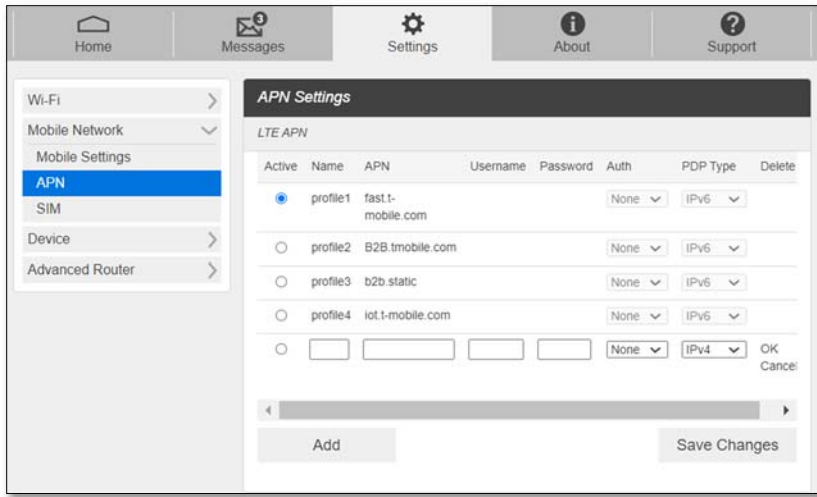 3
Home Messages Settings About Support
Wi-Fi
Mobile Network
Mobile Settings
APN
SIM
Device
Advanced Router
APN Settings
LTE APN
Active Name APN Username Password Auth PDP Type Delete
profile1 fast.t-
mobile.com None IPv6
profile2 B2B.tmobile.com None IPv6
profile3 b2b.static None IPv6
profile4 iot.t-mobile.com None IPv6
None IPv4 OK
Cancel
Add Save Changes